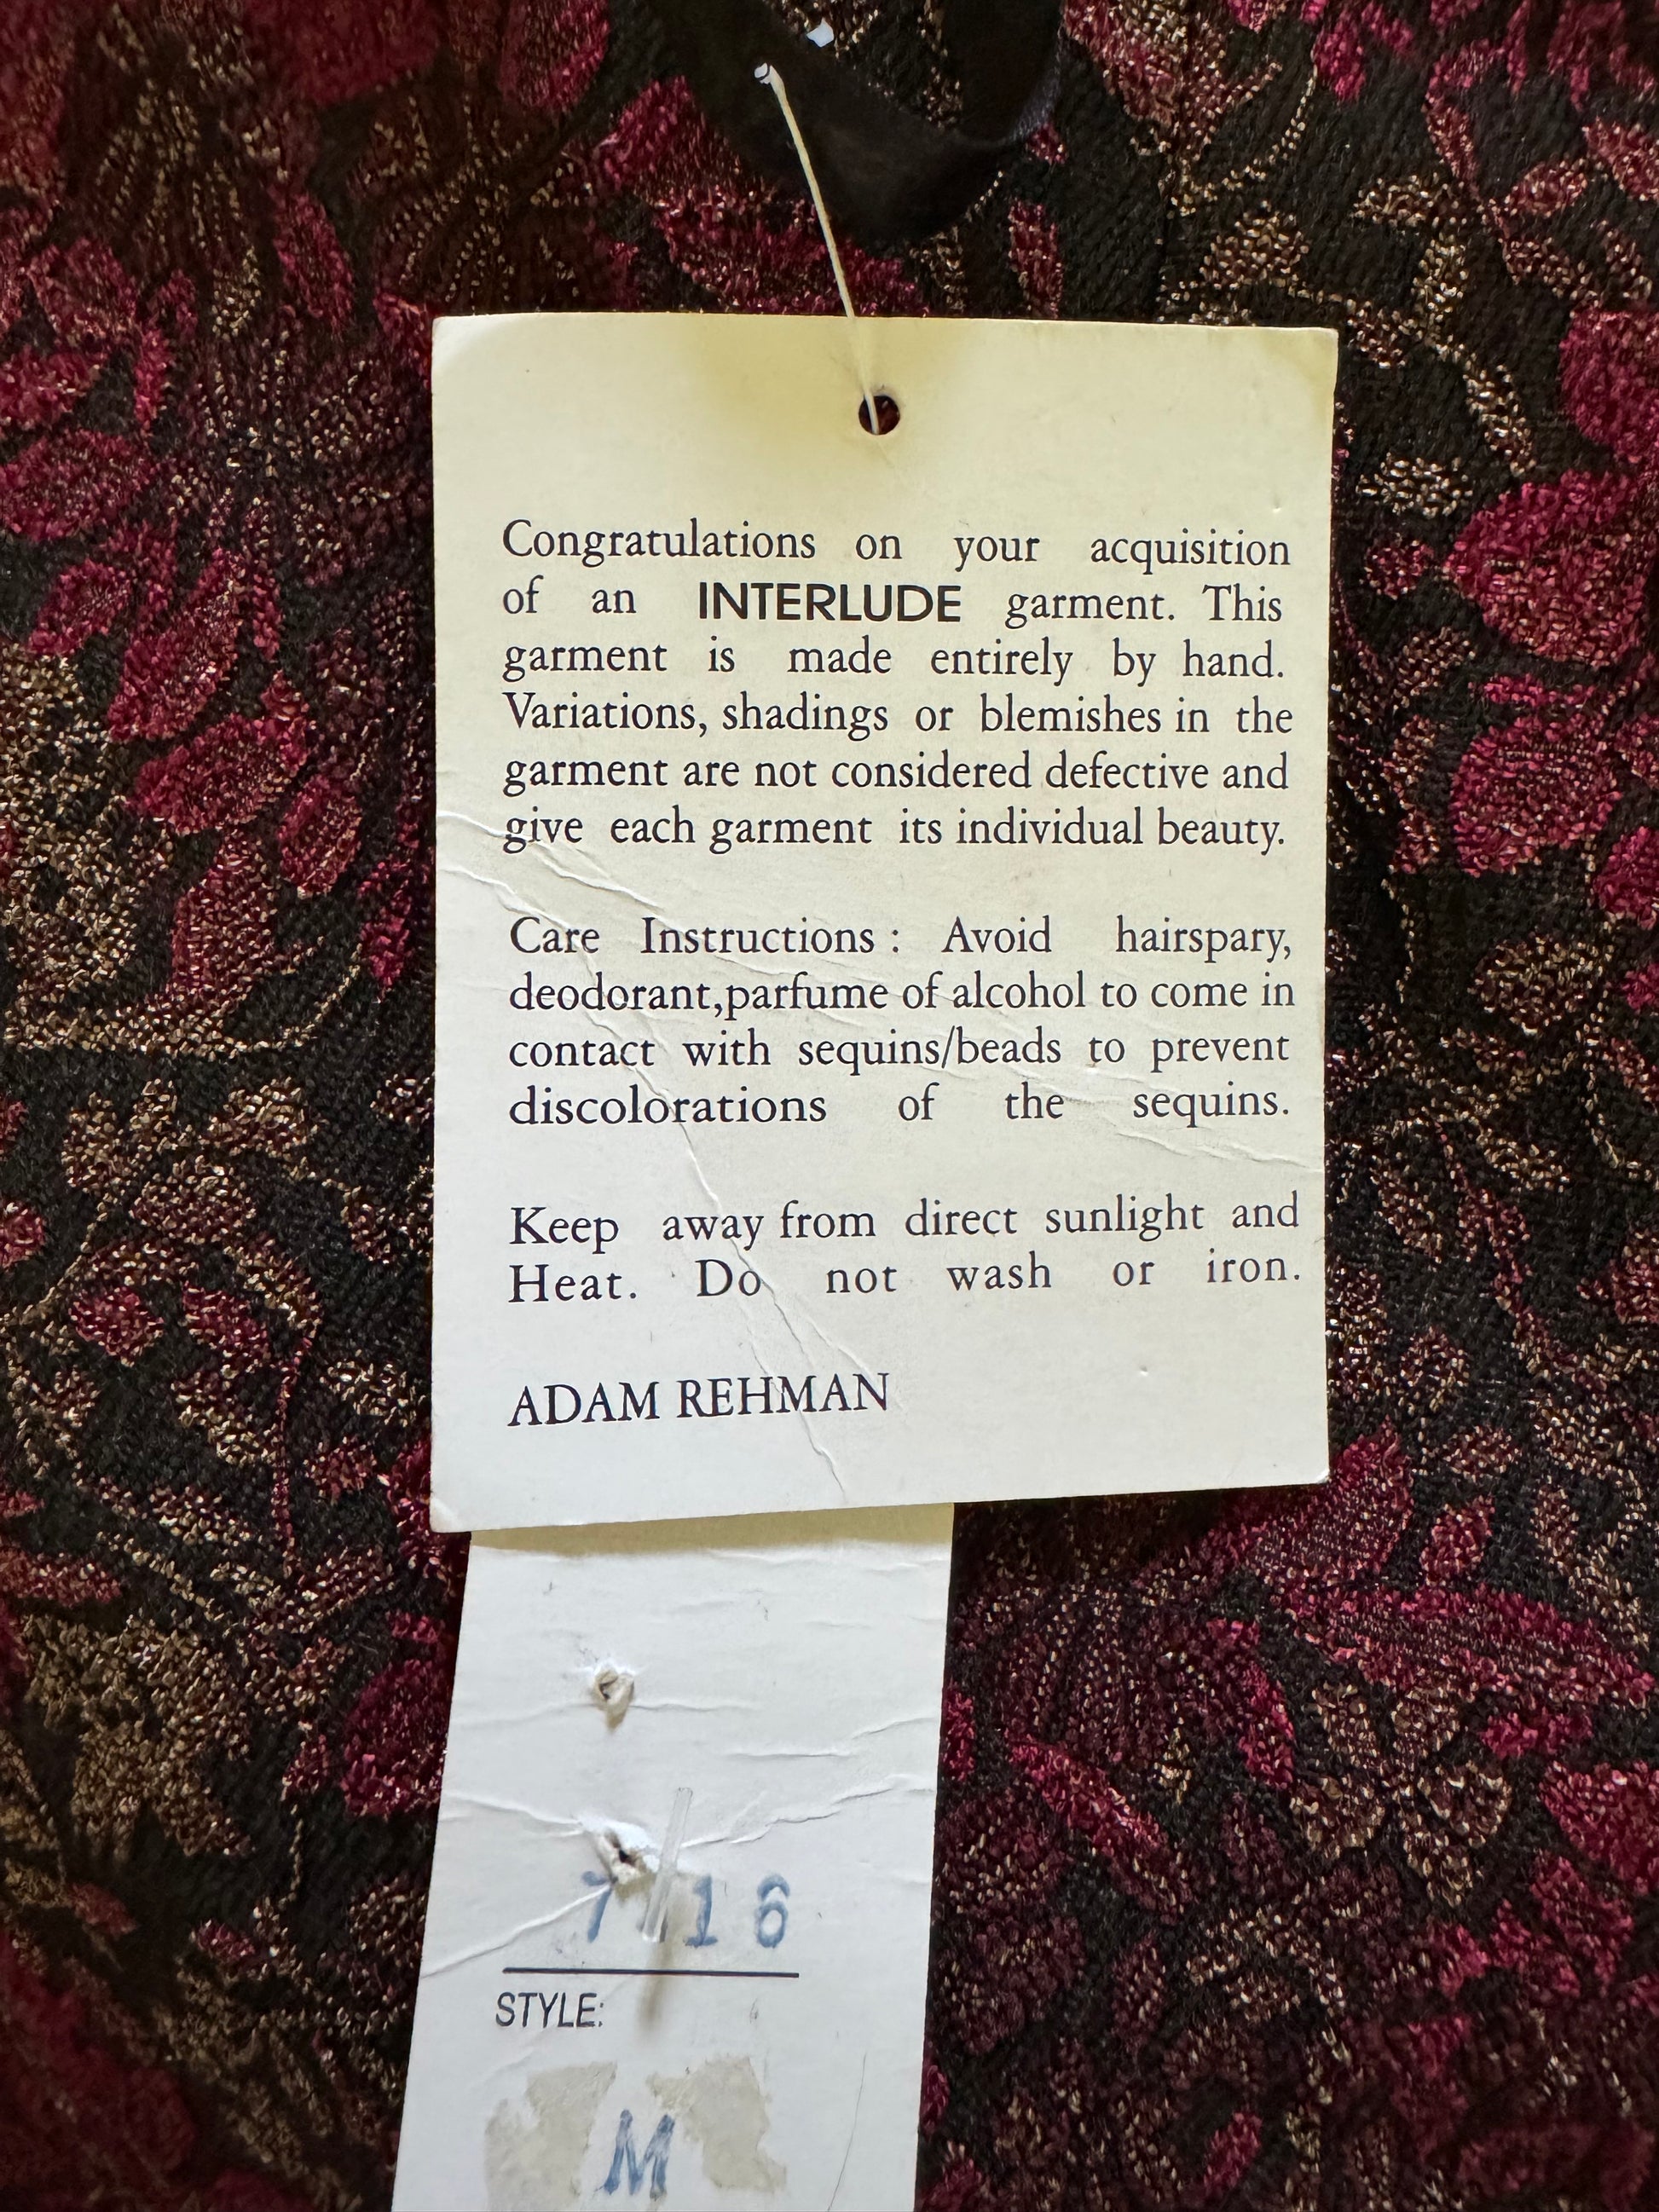 Congratulations on your acquisition
of an INTERLUDE garment. This
garment is made entirely by hand.
Variations, shadings or blemishes in the
garment are not considered defective and
give each garment its individual beauty.
Care Instructions : Avoid hairspary,
deodorant,parfume of alcohol to come in
contact with sequins/beads to prevent
discolorations of the sequins.
Keep away from direct sunlight and
Heat. Do not wash or iron.
ADAM REHMAN
STYLE:
M